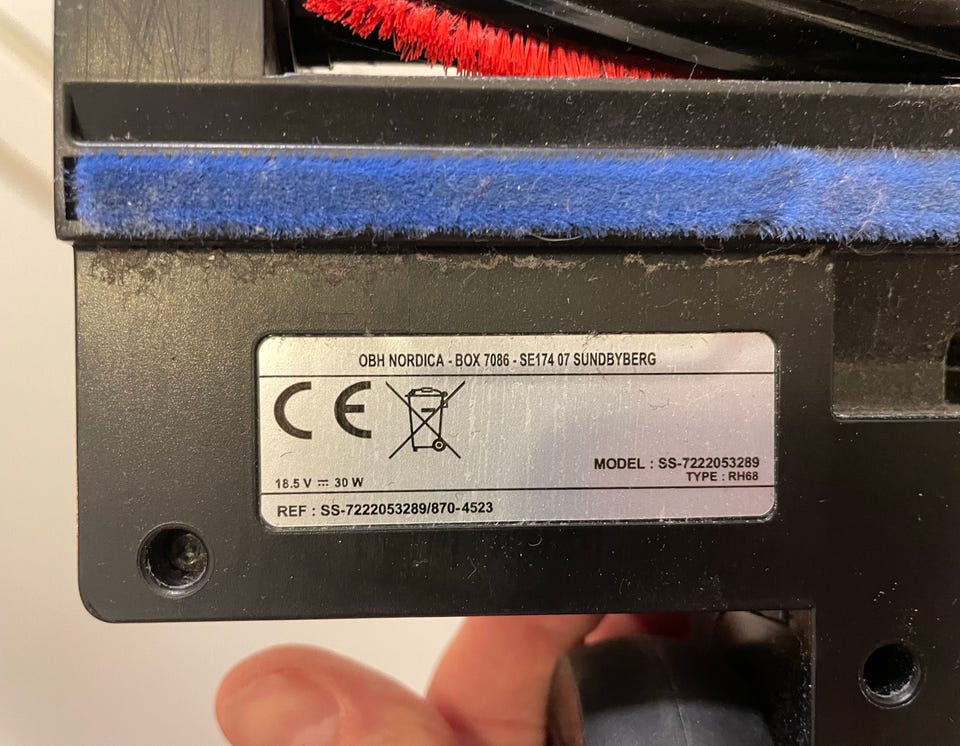 OBH NORDICA - BOX 7086 - SE174 07 SUNDBYBERG
CE
18.5 V ⎓ 30 W
MODEL : SS-7222053289
TYPE : RH68
REF : SS-7222053289/870-4523